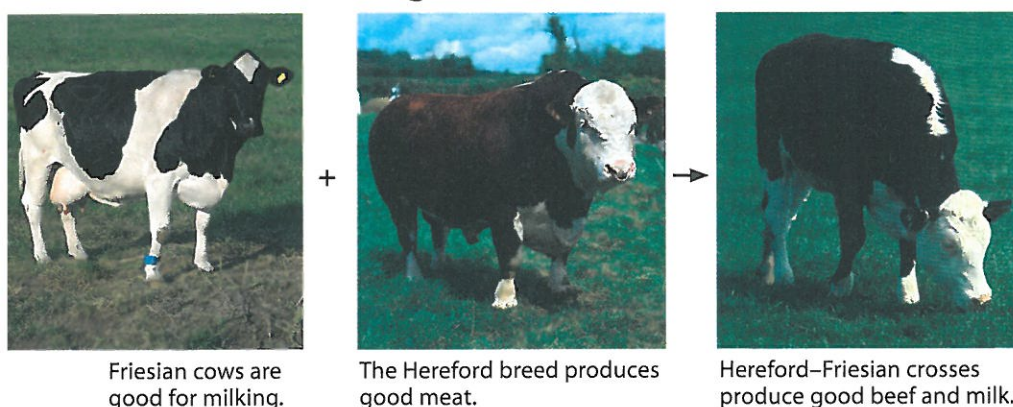 +
Friesian cows are
good for milking.
The Hereford breed produces
good meat.
Hereford–Friesian crosses
produce good beef and milk.